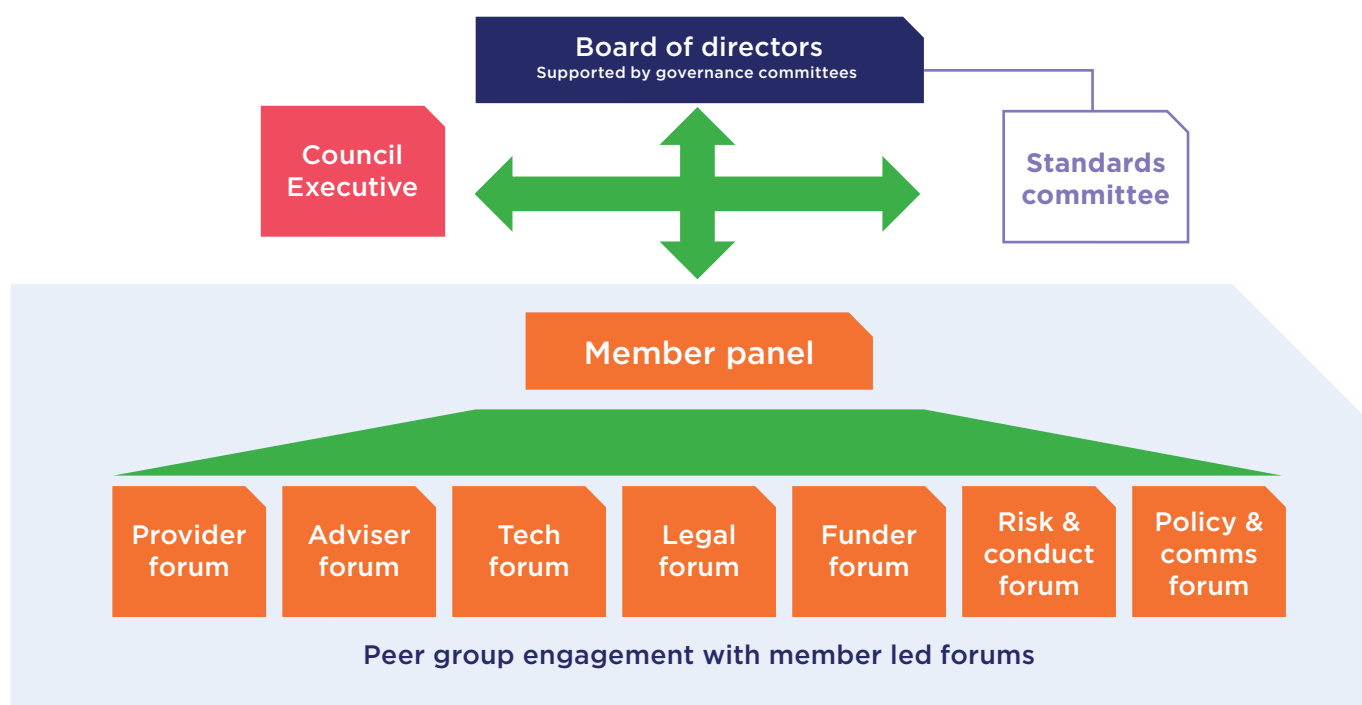 Board of directors
Supported by governance committees
Council
Executive
Standards
committee
Member panel
Provider
forum
Adviser
forum
Tech
forum
Legal
forum
Funder
forum
Risk &
conduct
forum
Policy &
comms
forum
Peer group engagement with member led forums